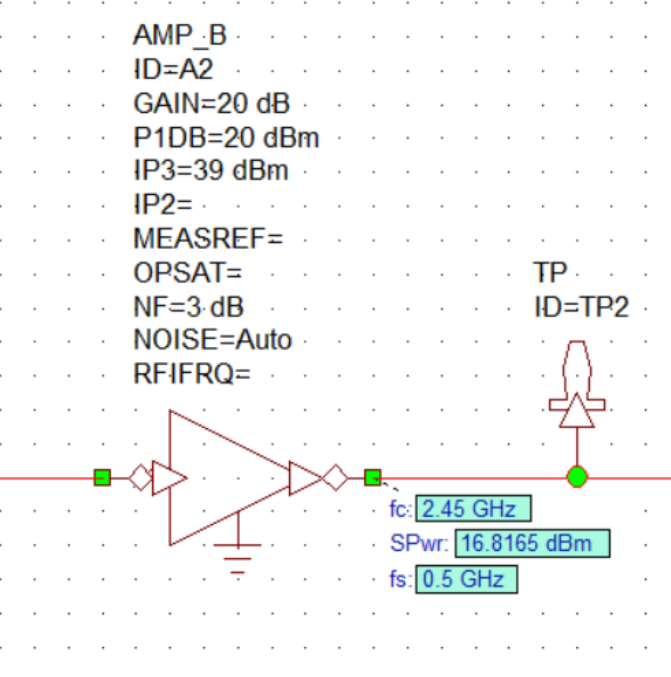 AMP_B
ID=A2
GAIN=20 dB
P1DB=20 dBm
IP3=39 dBm
IP2=
MEASREF=
OPSAT=
NF=3 dB
NOISE=Auto
RFIFRQ=
TP
ID=TP2
fc: 2.45 GHz
SPwr: 16.8165 dBm
fs: 0.5 GHz